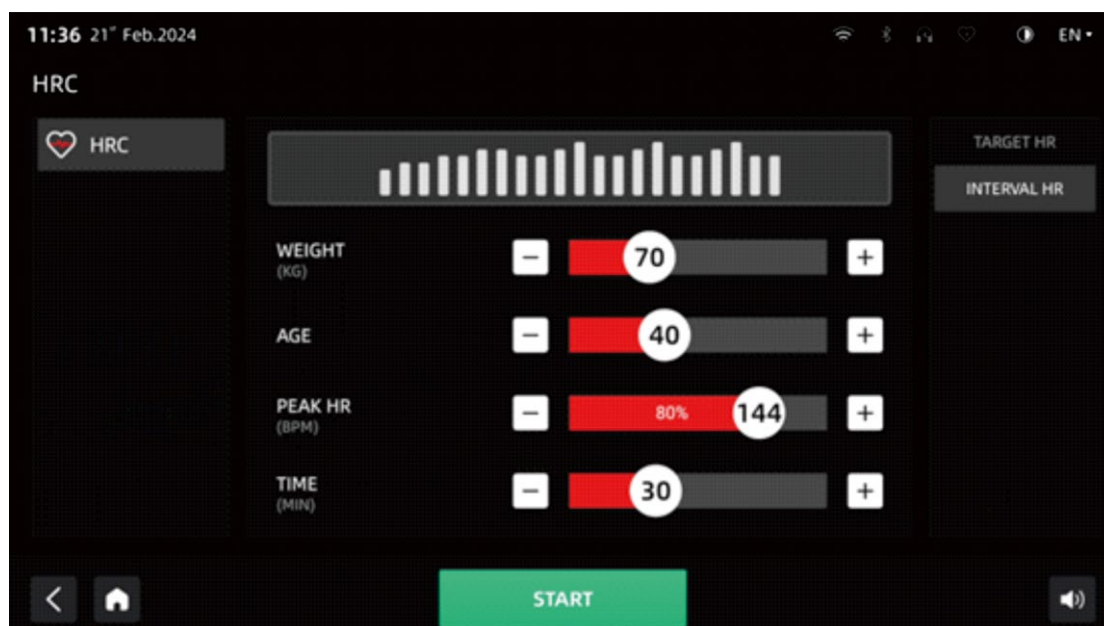 11:36 21st Feb.2024
EN
HRC
HRC
TARGET HR
INTERVAL HR
WEIGHT
(KG)
− 70 +
AGE
− 40 +
PEAK HR
(BPM)
− 80% 144 +
TIME
(MIN)
− 30 +
START